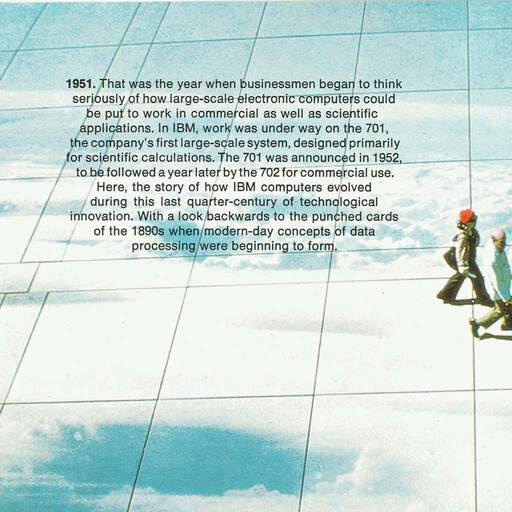 1951. That was the year when businessmen began to think
seriously of how large-scale electronic computers could
be put to work in commercial as well as scientific
applications. In IBM, work was under way on the 701,
the company's first large-scale system, designed primarily
for scientific calculations. The 701 was announced in 1952,
to be followed a year later by the 702 for commercial use.
Here, the story of how IBM computers evolved
during this last quarter-century of technological
innovation. With a look backwards to the punched cards
of the 1890s when modern-day concepts of data
processing were beginning to form.